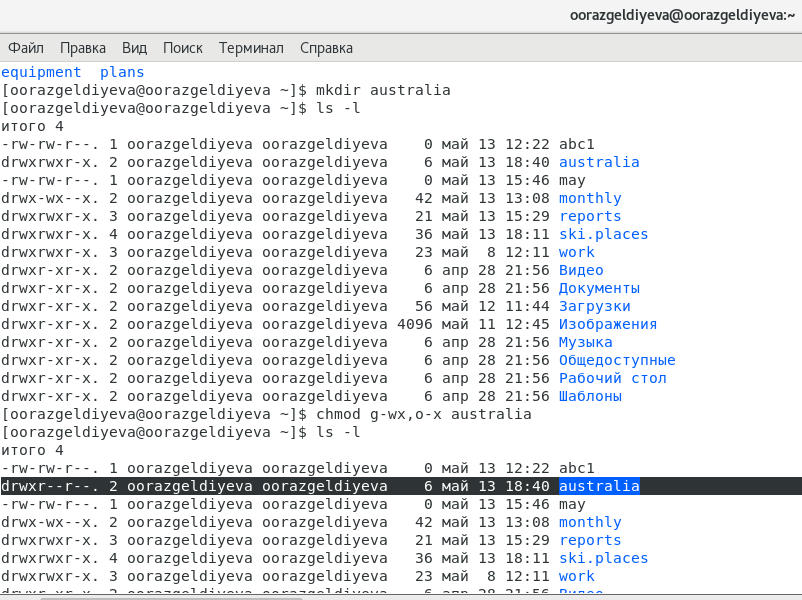 oorazgeldiyeva@oorazgeldiyeva:~
Файл Правка Вид Поиск Терминал Справка
equipment  plans
[oorazgeldiyeva@oorazgeldiyeva ~]$ mkdir australia
[oorazgeldiyeva@oorazgeldiyeva ~]$ ls -l
итого 4
-rw-rw-r--. 1 oorazgeldiyeva oorazgeldiyeva    0 май 13 12:22 abc1
drwxrwxr-x. 2 oorazgeldiyeva oorazgeldiyeva    6 май 13 18:40 australia
-rw-rw-r--. 1 oorazgeldiyeva oorazgeldiyeva    0 май 13 15:46 may
drwx-wx--x. 2 oorazgeldiyeva oorazgeldiyeva   42 май 13 13:08 monthly
drwxrwxr-x. 3 oorazgeldiyeva oorazgeldiyeva   21 май 13 15:29 reports
drwxrwxr-x. 4 oorazgeldiyeva oorazgeldiyeva   36 май 13 18:11 ski.places
drwxrwxr-x. 3 oorazgeldiyeva oorazgeldiyeva   23 май  8 12:11 work
drwxr-xr-x. 2 oorazgeldiyeva oorazgeldiyeva    6 апр 28 21:56 Видео
drwxr-xr-x. 2 oorazgeldiyeva oorazgeldiyeva    6 апр 28 21:56 Документы
drwxr-xr-x. 2 oorazgeldiyeva oorazgeldiyeva   56 май 12 11:44 Загрузки
drwxr-xr-x. 2 oorazgeldiyeva oorazgeldiyeva 4096 май 11 12:45 Изображения
drwxr-xr-x. 2 oorazgeldiyeva oorazgeldiyeva    6 апр 28 21:56 Музыка
drwxr-xr-x. 2 oorazgeldiyeva oorazgeldiyeva    6 апр 28 21:56 Общедоступные
drwxr-xr-x. 2 oorazgeldiyeva oorazgeldiyeva    6 апр 28 21:56 Рабочий стол
drwxr-xr-x. 2 oorazgeldiyeva oorazgeldiyeva    6 апр 28 21:56 Шаблоны
[oorazgeldiyeva@oorazgeldiyeva ~]$ chmod g-wx,o-x australia
[oorazgeldiyeva@oorazgeldiyeva ~]$ ls -l
итого 4
-rw-rw-r--. 1 oorazgeldiyeva oorazgeldiyeva    0 май 13 12:22 abc1
drwxr--r--. 2 oorazgeldiyeva oorazgeldiyeva    6 май 13 18:40 australia
-rw-rw-r--. 1 oorazgeldiyeva oorazgeldiyeva    0 май 13 15:46 may
drwx-wx--x. 2 oorazgeldiyeva oorazgeldiyeva   42 май 13 13:08 monthly
drwxrwxr-x. 3 oorazgeldiyeva oorazgeldiyeva   21 май 13 15:29 reports
drwxrwxr-x. 4 oorazgeldiyeva oorazgeldiyeva   36 май 13 18:11 ski.places
drwxrwxr-x. 3 oorazgeldiyeva oorazgeldiyeva   23 май  8 12:11 work